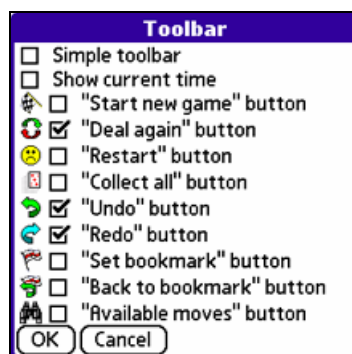 Toolbar
Simple toolbar
Show current time
"Start new game" button
"Deal again" button
"Restart" button
"Collect all" button
"Undo" button
"Redo" button
"Set bookmark" button
"Back to bookmark" button
"Available moves" button
OK Cancel